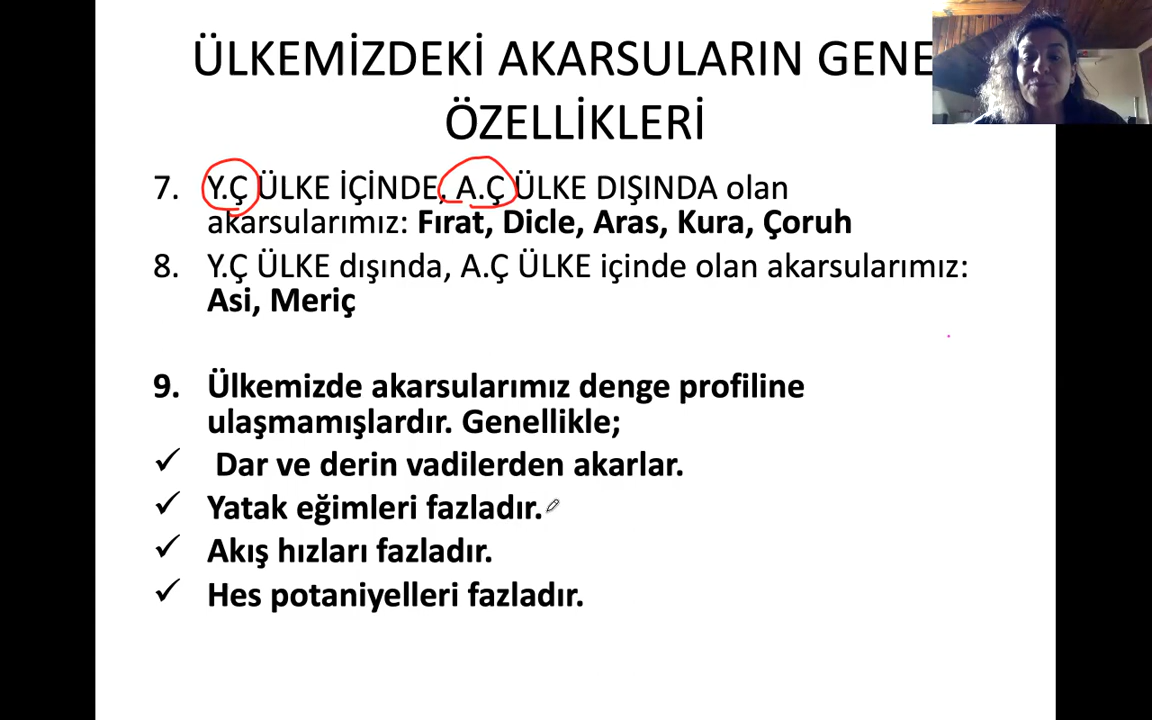 ÜLKEMİZDEKİ AKARSULARIN GENE
ÖZELLİKLERİ
7. Y.Ç ÜLKE İÇİNDE, A.Ç ÜLKE DIŞINDA olan
akarsularımız: Fırat, Dicle, Aras, Kura, Çoruh
8. Y.Ç ÜLKE dışında, A.Ç ÜLKE içinde olan akarsularımız:
Asi, Meriç
9. Ülkemizde akarsularımız denge profiline
ulaşmamışlardır. Genellikle;
✓ Dar ve derin vadilerden akarlar.
✓ Yatak eğimleri fazladır.
✓ Akış hızları fazladır.
✓ Hes potaniyelleri fazladır.